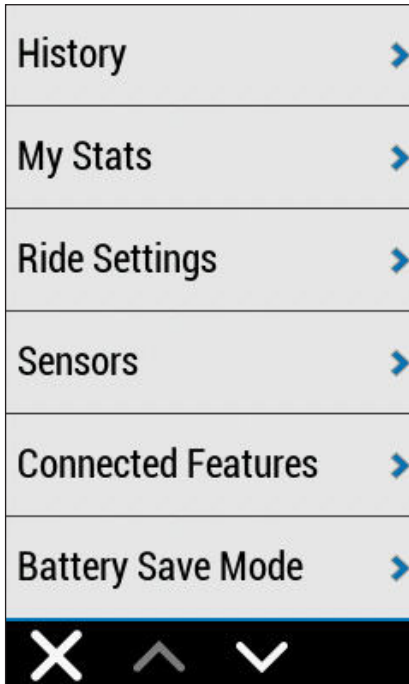 History
My Stats
Ride Settings
Sensors
Connected Features
Battery Save Mode